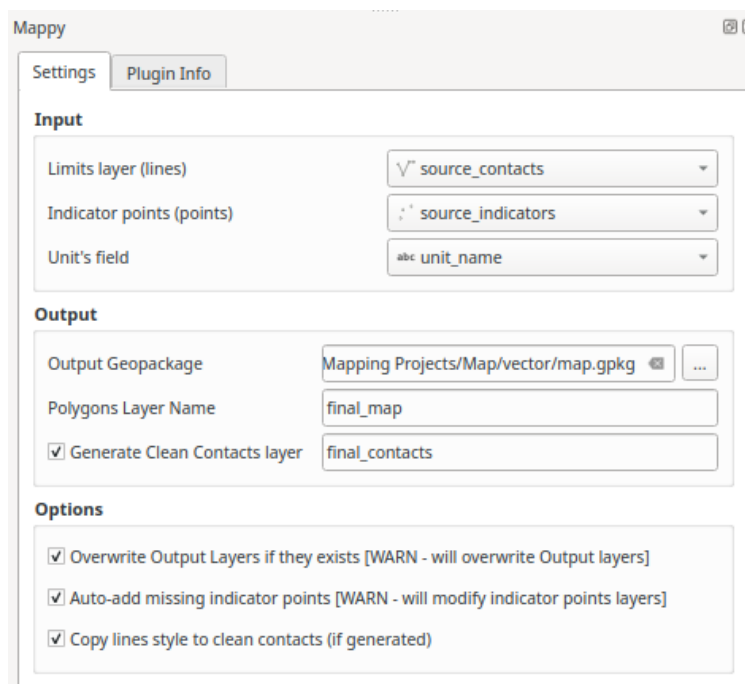 Mappy
Settings
Plugin Info
Input
Limits layer (lines)
source_contacts
Indicator points (points)
source_indicators
Unit's field
abc unit_name
Output
Output Geopackage
Mapping Projects/Map/vector/map.gpkg
...
Polygons Layer Name
final_map
Generate Clean Contacts layer
final_contacts
Options
Overwrite Output Layers if they exists [WARN - will overwrite Output layers]
Auto-add missing indicator points [WARN - will modify indicator points layers]
Copy lines style to clean contacts (if generated)